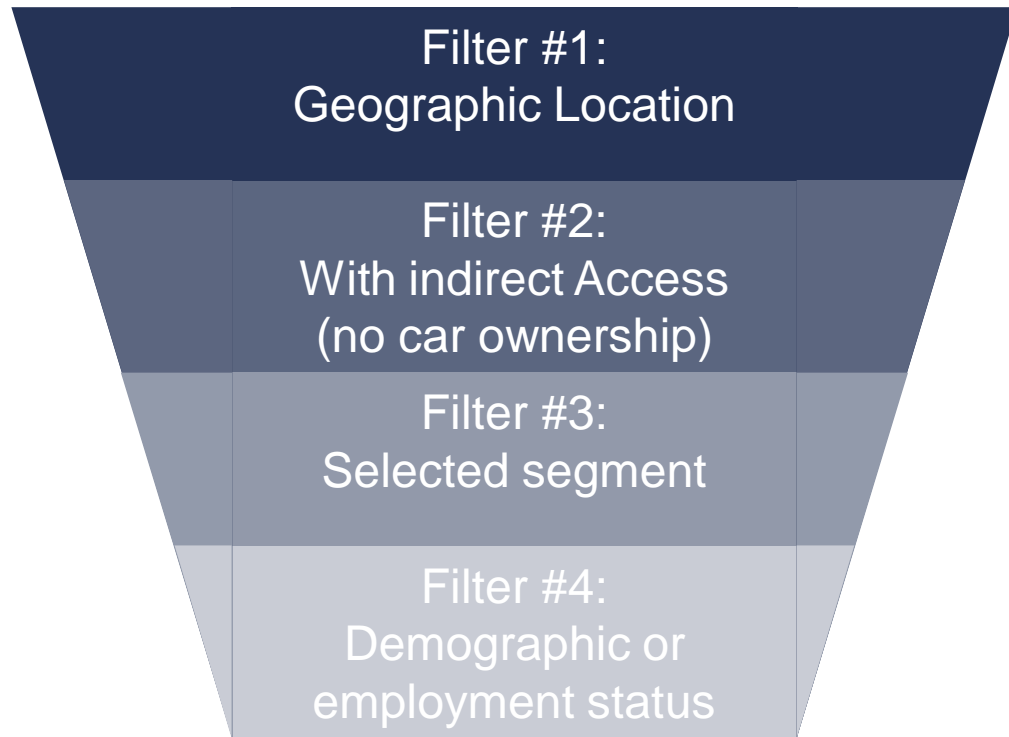 Filter #1:
Geographic Location
Filter #2:
With indirect Access
(no car ownership)
Filter #3:
Selected segment
Filter #4:
Demographic or
employment status